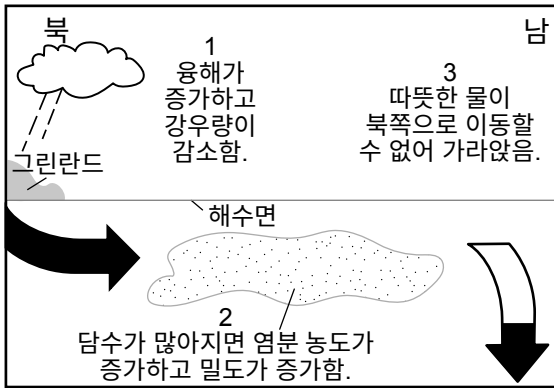 북
남
1
융해가
증가하고
강우량이
감소함.
3
따뜻한 물이
북쪽으로 이동할
수 없어 가라앉음.
그린란드
해수면
2
담수가 많아지면 염분 농도가
증가하고 밀도가 증가함.